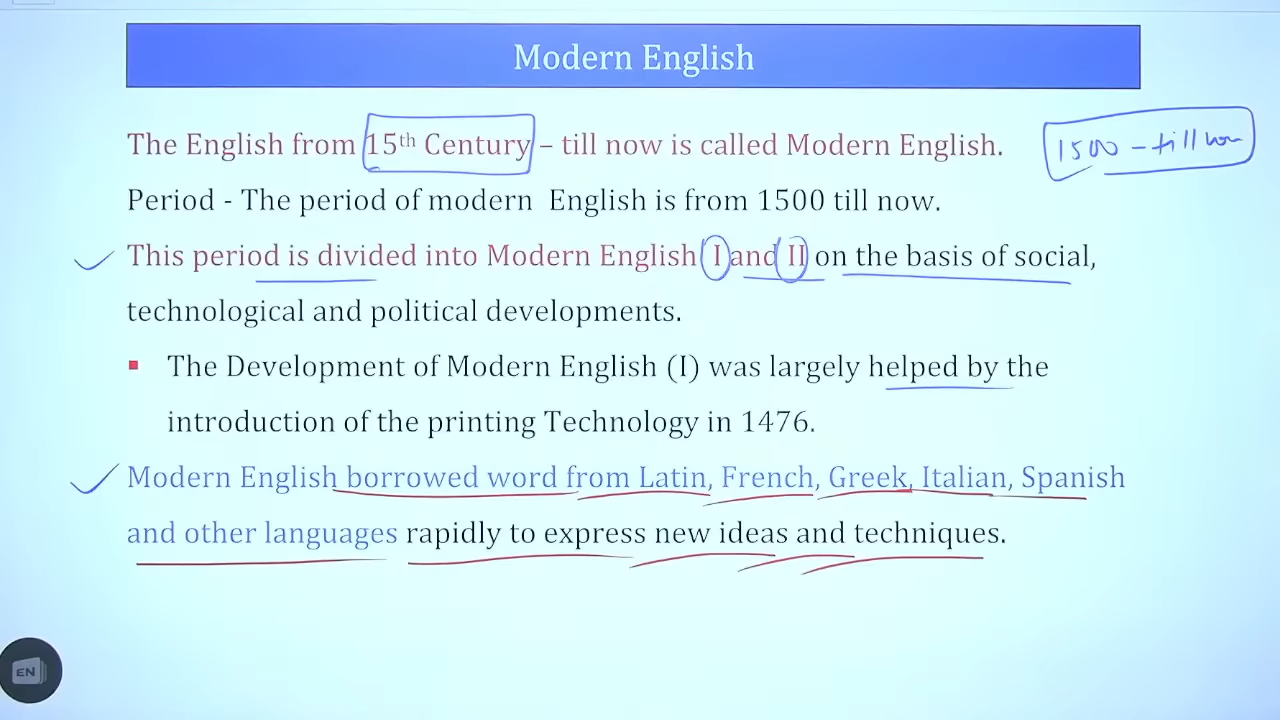 Modern English
The English from 15th Century – till now is called Modern English.
1500 – till now
Period - The period of modern English is from 1500 till now.
This period is divided into Modern English I and II on the basis of social,
technological and political developments.
▪ The Development of Modern English (I) was largely helped by the
introduction of the printing Technology in 1476.
Modern English borrowed word from Latin, French, Greek, Italian, Spanish
and other languages rapidly to express new ideas and techniques.
EN